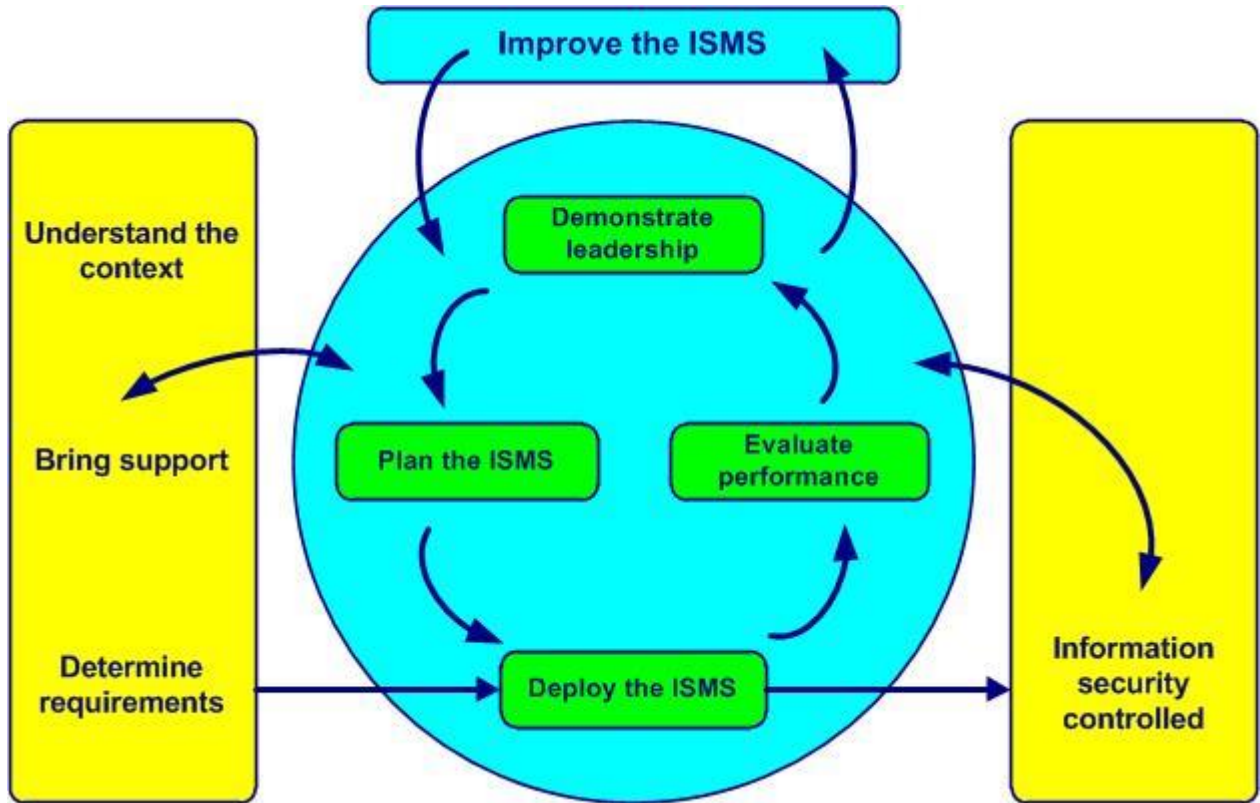 Improve the ISMS
Understand the
context
Bring support
Determine
requirements
Demonstrate
leadership
Plan the ISMS
Evaluate
performance
Deploy the ISMS
Information
security
controlled